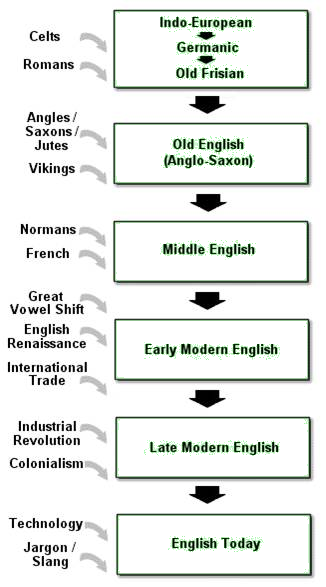 Indo-European
Celts
Germanic
Romans
Old Frisian
Angles /
Saxons /
Jutes
Old English
(Anglo-Saxon)
Vikings
Normans
French
Middle English
Great
Vowel Shift
English
Renaissance
International
Trade
Early Modern English
Industrial
Revolution
Colonialism
Late Modern English
Technology
Jargon /
Slang
English Today